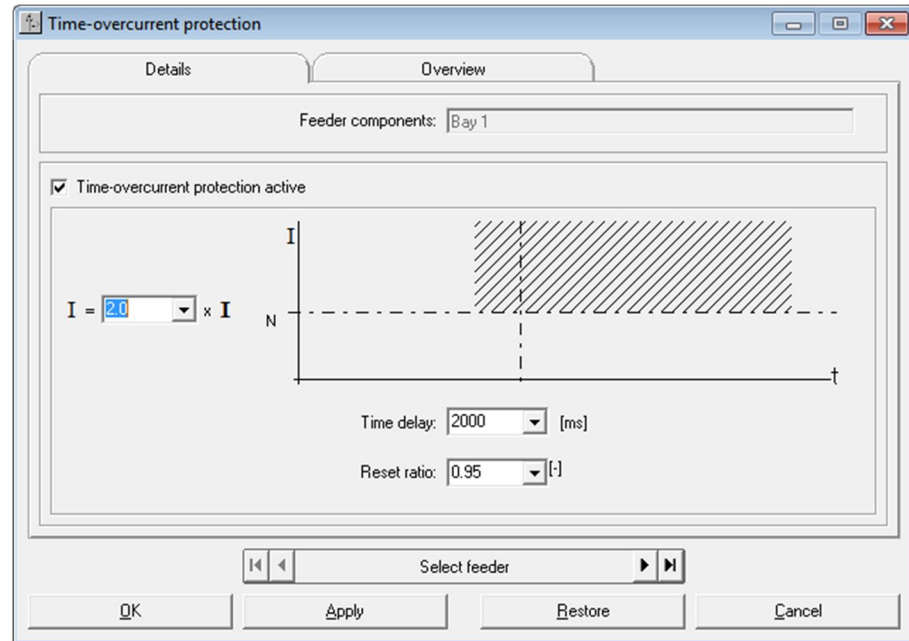 Time-overcurrent protection
Details Overview
Feeder components: Bay 1
Time-overcurrent protection active
I
I = 2.0 x I
N
t
Time delay: 2000 [ms]
Reset ratio: 0.95 [-]
Select feeder
OK Apply Restore Cancel